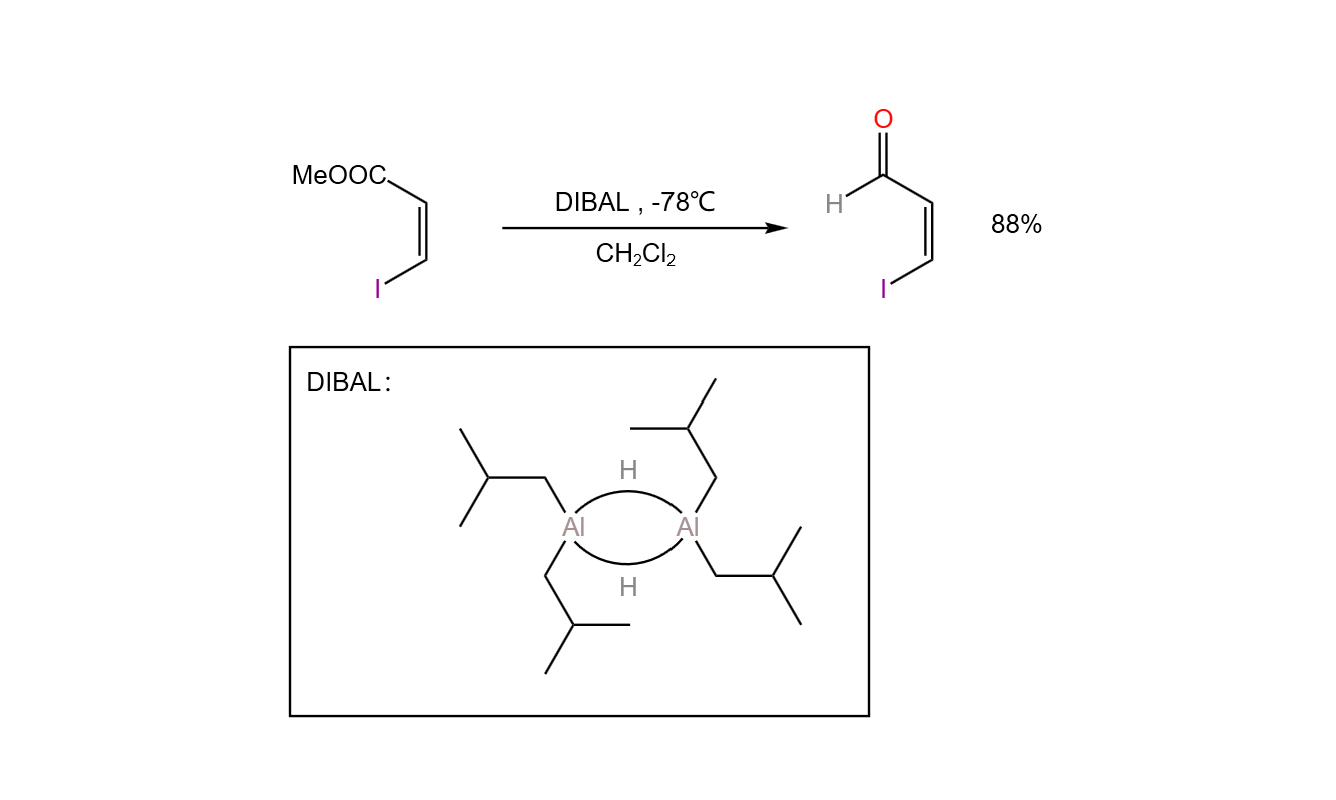 O
MeOOC
DIBAL , -78℃
H
88%
CH₂Cl₂
I
I
DIBAL:
H
Al
Al
H